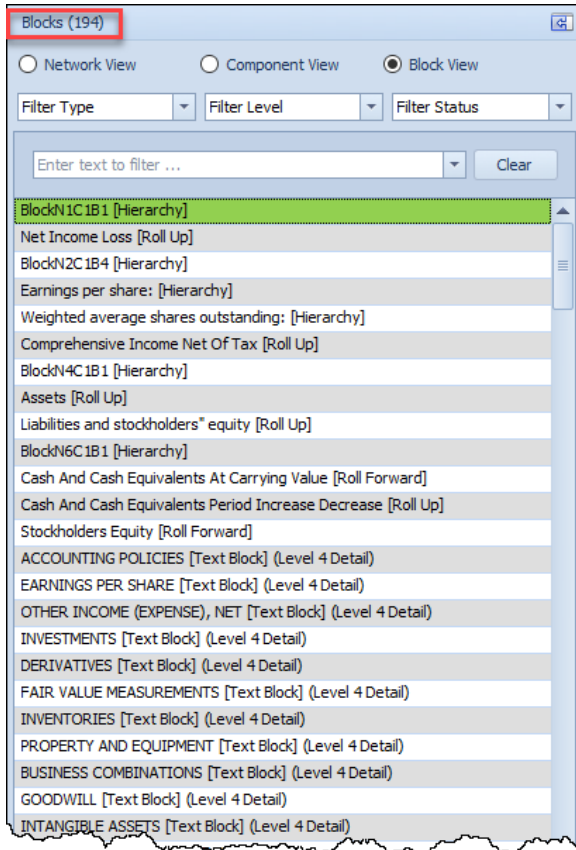 Blocks (194)
Network View Component View Block View
Filter Type Filter Level Filter Status
Enter text to filter ... Clear
BlockN1C1B1 [Hierarchy]
Net Income Loss [Roll Up]
BlockN2C1B4 [Hierarchy]
Earnings per share: [Hierarchy]
Weighted average shares outstanding: [Hierarchy]
Comprehensive Income Net Of Tax [Roll Up]
BlockN4C1B1 [Hierarchy]
Assets [Roll Up]
Liabilities and stockholders" equity [Roll Up]
BlockN6C1B1 [Hierarchy]
Cash And Cash Equivalents At Carrying Value [Roll Forward]
Cash And Cash Equivalents Period Increase Decrease [Roll Up]
Stockholders Equity [Roll Forward]
ACCOUNTING POLICIES [Text Block] (Level 4 Detail)
EARNINGS PER SHARE [Text Block] (Level 4 Detail)
OTHER INCOME (EXPENSE), NET [Text Block] (Level 4 Detail)
INVESTMENTS [Text Block] (Level 4 Detail)
DERIVATIVES [Text Block] (Level 4 Detail)
FAIR VALUE MEASUREMENTS [Text Block] (Level 4 Detail)
INVENTORIES [Text Block] (Level 4 Detail)
PROPERTY AND EQUIPMENT [Text Block] (Level 4 Detail)
BUSINESS COMBINATIONS [Text Block] (Level 4 Detail)
GOODWILL [Text Block] (Level 4 Detail)
INTANGIBLE ASSETS [Text Block] (Level 4 Detail)